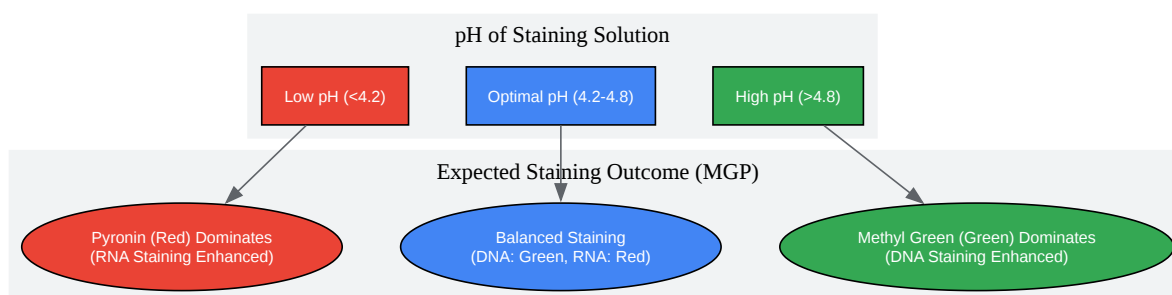 pH of Staining Solution
Low pH (<4.2)
Optimal pH (4.2-4.8)
High pH (>4.8)
Expected Staining Outcome (MGP)
Pyronin (Red) Dominates
(RNA Staining Enhanced)
Balanced Staining
(DNA: Green, RNA: Red)
Methyl Green (Green) Dominates
(DNA Staining Enhanced)